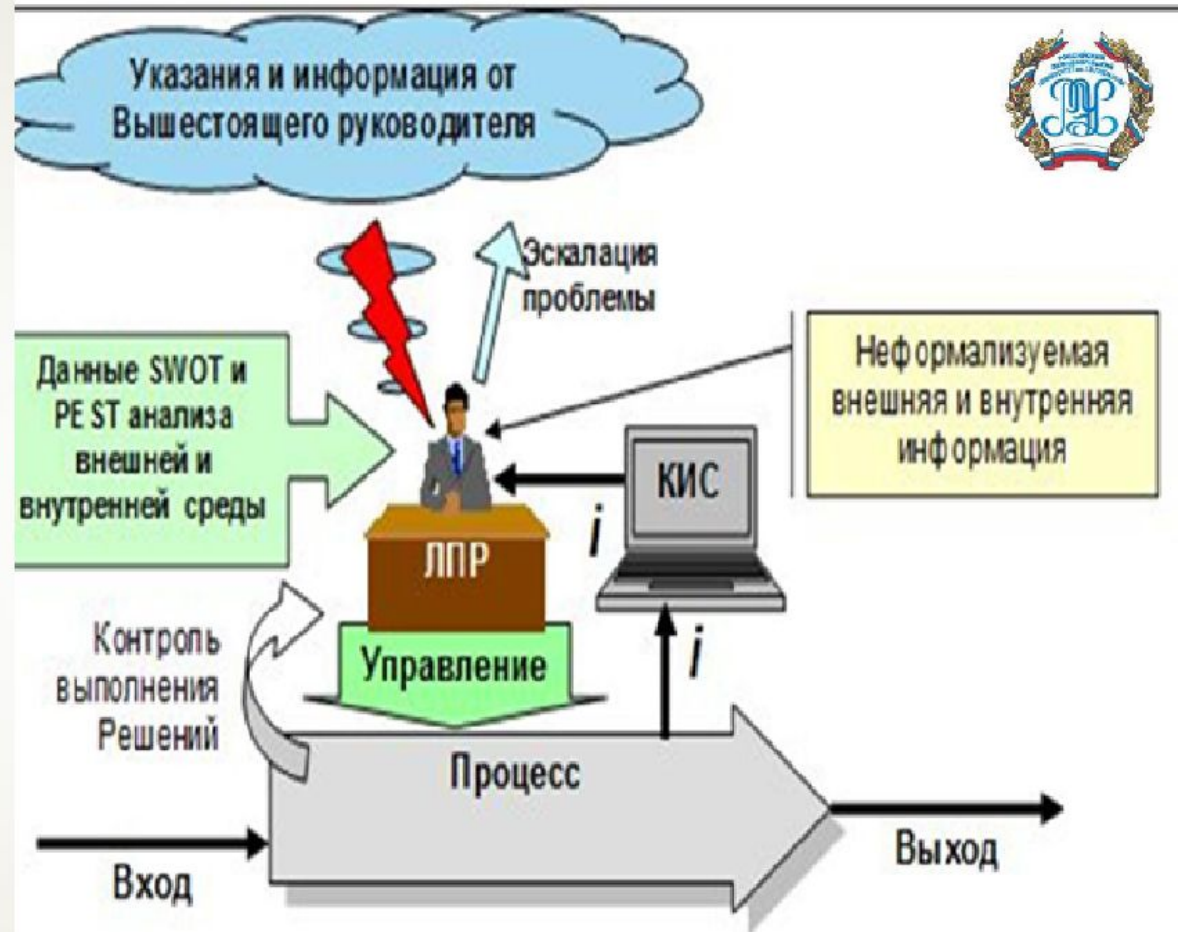 Указания и информация от
Вышестоящего руководителя
Эскалация
проблемы
Данные SWOT и
PE ST анализа
внешней и
внутренней среды
Неформализуемая
внешняя и внутренняя
информация
КИС
i
ЛПР
i
Контроль
выполнения
Решений
Управление
Процесс
Вход
Выход